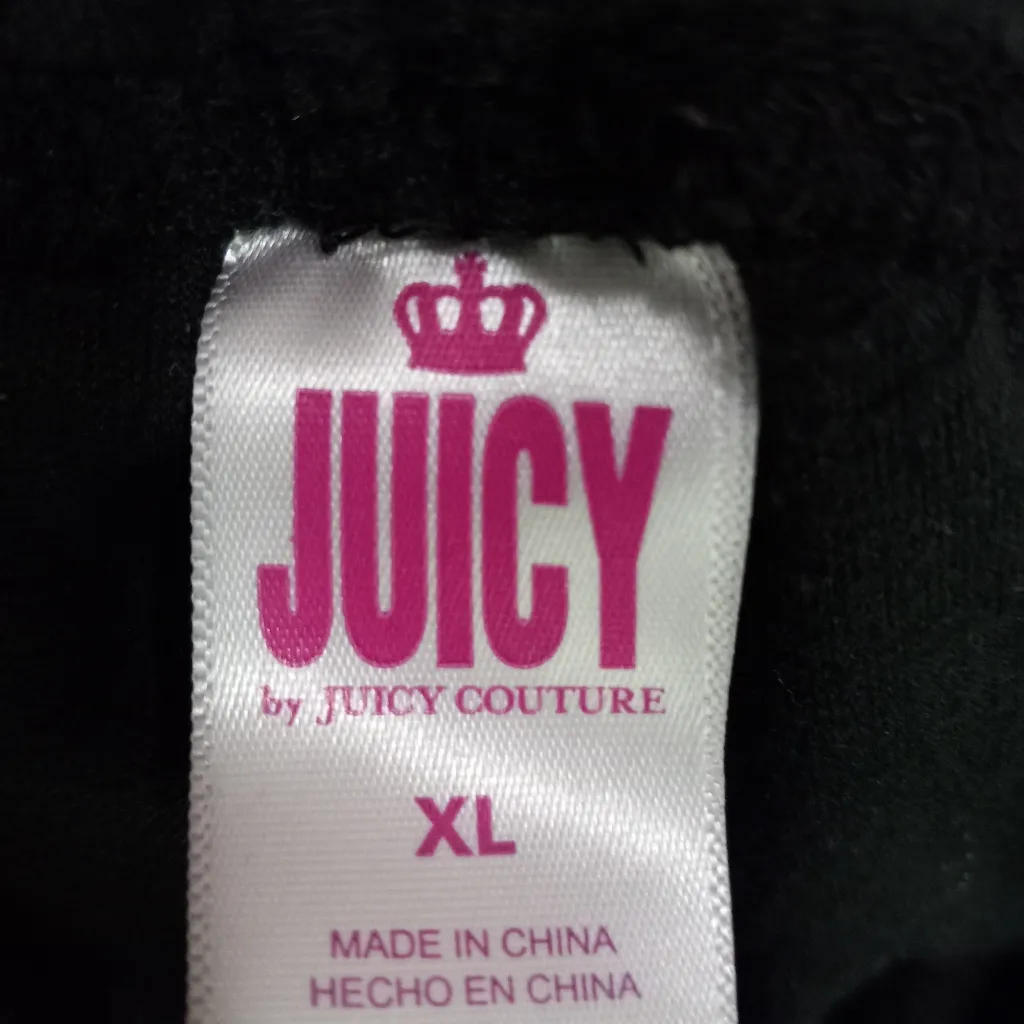 JUICY
by JUICY COUTURE
XL
MADE IN CHINA
HECHO EN CHINA